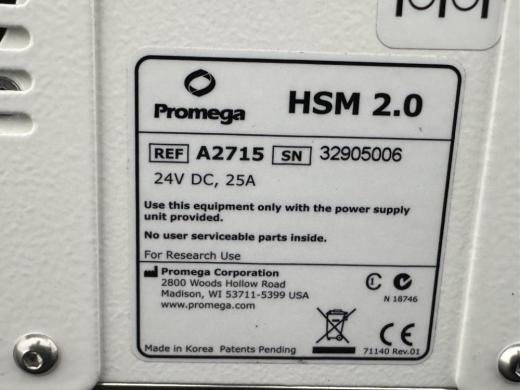 Promega
HSM 2.0
REF A2715 SN 32905006
24V DC, 25A
Use this equipment only with the power supply
unit provided.
No user serviceable parts inside.
For Research Use
Promega Corporation
2800 Woods Hollow Road
Madison, WI 53711-5399 USA
www.promega.com
N 18746
CE
Made in Korea Patents Pending
71140 Rev.01